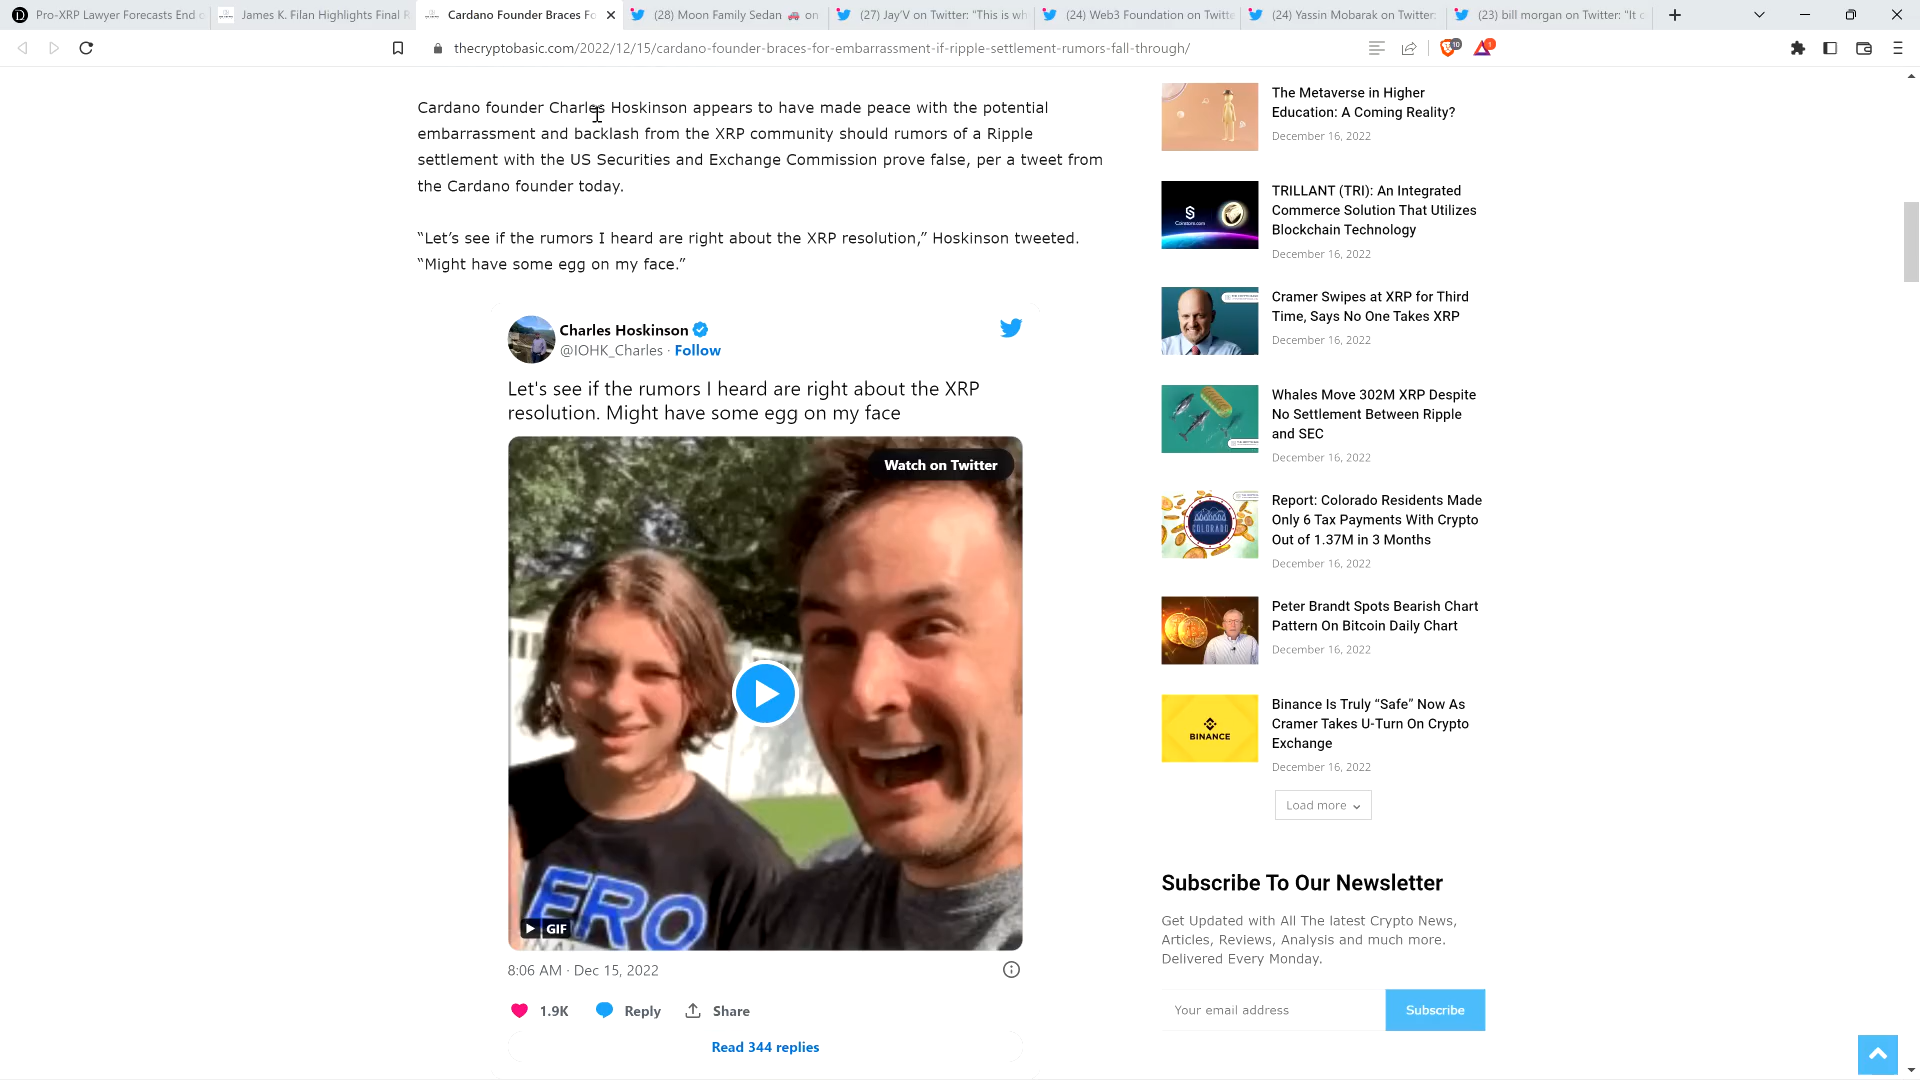 Pro-XRP Lawyer Forecasts End o
James K. Filan Highlights Final R
Cardano Founder Braces Fo
(28) Moon Family Sedan 🚗 on
(27) Jay'V on Twitter: "This is wh
(24) Web3 Foundation on Twitte
(24) Yassin Mobarak on Twitter:
(23) bill morgan on Twitter: "It c
thecryptobasic.com/2022/12/15/cardano-founder-braces-for-embarrassment-if-ripple-settlement-rumors-fall-through/
10
1
Cardano founder Charles Hoskinson appears to have made peace with the potential
embarrassment and backlash from the XRP community should rumors of a Ripple
settlement with the US Securities and Exchange Commission prove false, per a tweet from
the Cardano founder today.
“Let’s see if the rumors I heard are right about the XRP resolution,” Hoskinson tweeted.
“Might have some egg on my face.”
Charles Hoskinson
@IOHK_Charles · Follow
Let's see if the rumors I heard are right about the XRP
resolution. Might have some egg on my face
Watch on Twitter
ERO
GIF
8:06 AM · Dec 15, 2022
1.9K
Reply
Share
Read 344 replies
The Metaverse in Higher
Education: A Coming Reality?
December 16, 2022
TRILLANT (TRI): An Integrated
Commerce Solution That Utilizes
Blockchain Technology
December 16, 2022
Cramer Swipes at XRP for Third
Time, Says No One Takes XRP
December 16, 2022
Whales Move 302M XRP Despite
No Settlement Between Ripple
and SEC
December 16, 2022
COLORADO
Report: Colorado Residents Made
Only 6 Tax Payments With Crypto
Out of 1.37M in 3 Months
December 16, 2022
Peter Brandt Spots Bearish Chart
Pattern On Bitcoin Daily Chart
December 16, 2022
BINANCE
Binance Is Truly “Safe” Now As
Cramer Takes U-Turn On Crypto
Exchange
December 16, 2022
Load more
Subscribe To Our Newsletter
Get Updated with All The latest Crypto News,
Articles, Reviews, Analysis and much more.
Delivered Every Monday.
Your email address
Subscribe